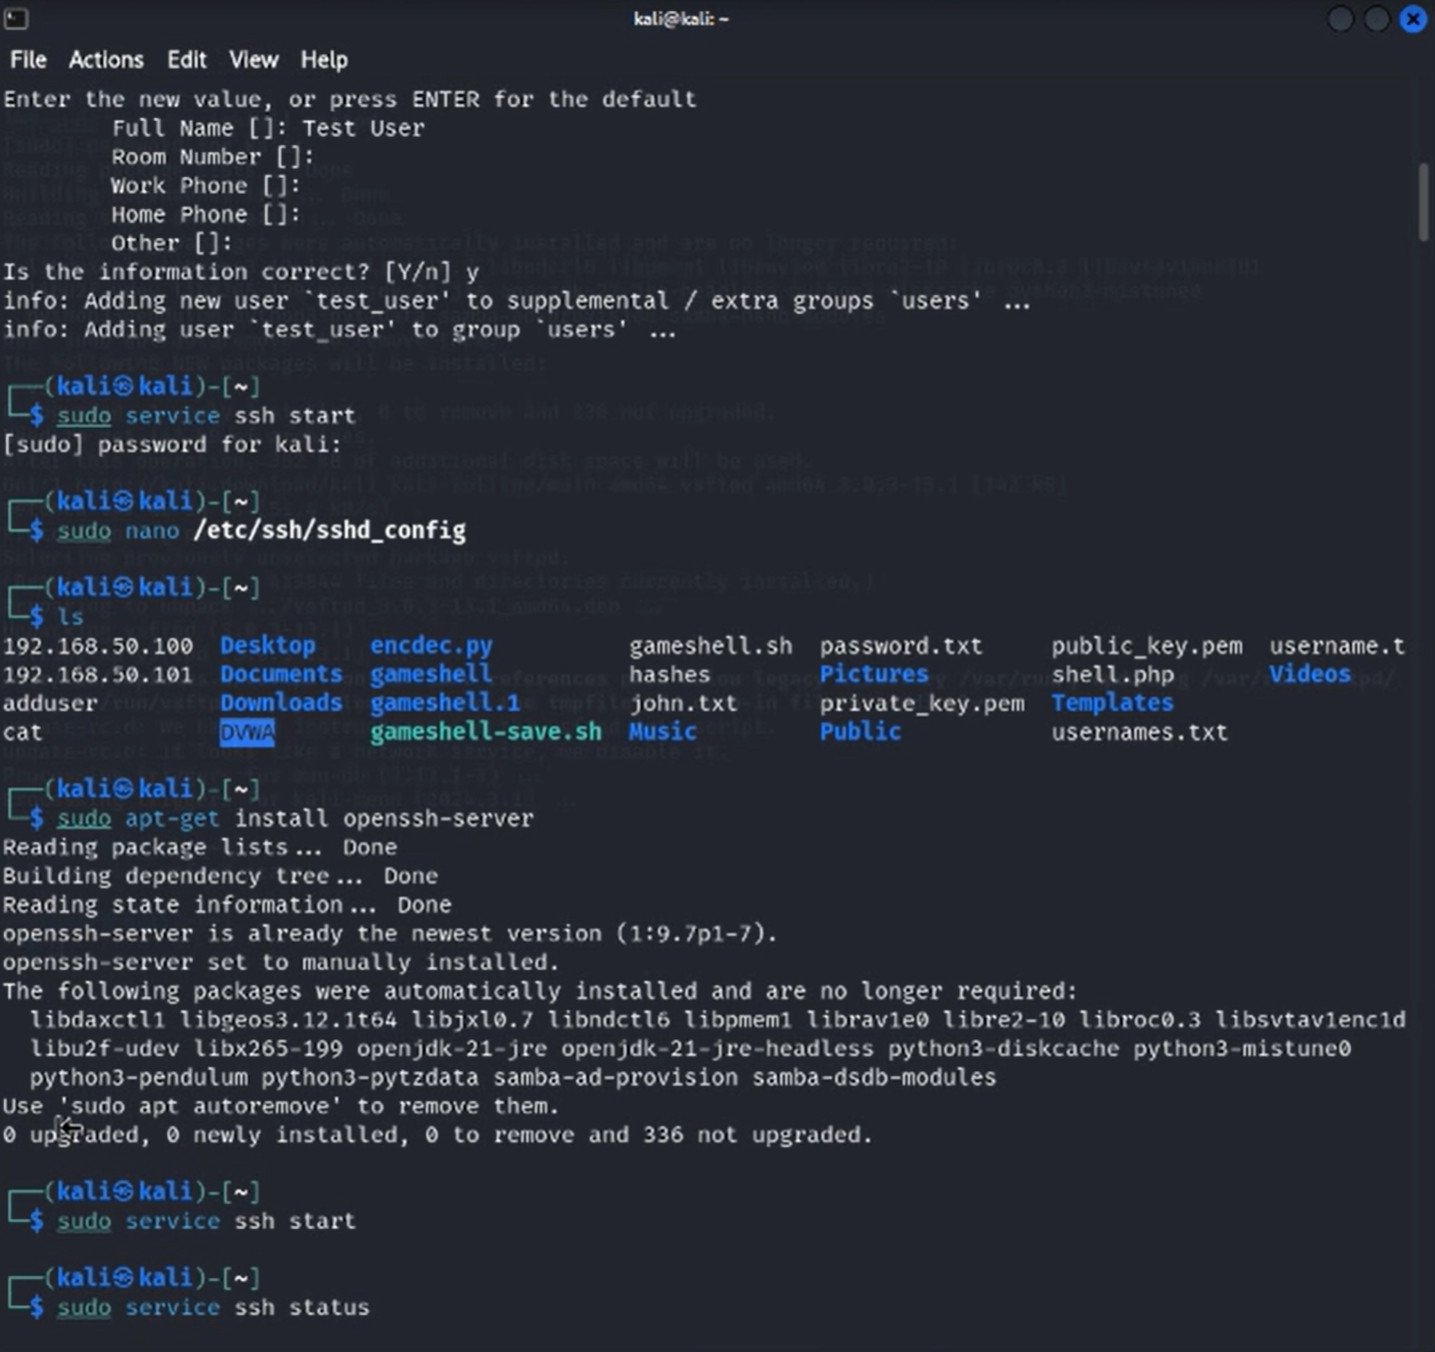 kali@kali: ~
File Actions Edit View Help
Enter the new value, or press ENTER for the default
Full Name []: Test User
Room Number []:
Work Phone []:
Home Phone []:
Other []:
Is the information correct? [Y/n] y
info: Adding new user `test_user' to supplemental / extra groups `users' ...
info: Adding user `test_user' to group `users' ...
┌──(kali㉿kali)-[~]
└─$ sudo service ssh start
[sudo] password for kali:
┌──(kali㉿kali)-[~]
└─$ sudo nano /etc/ssh/sshd_config
┌──(kali㉿kali)-[~]
└─$ ls
192.168.50.100 Desktop encdec.py gameshell.sh password.txt public_key.pem username.t
192.168.50.101 Documents gameshell hashes Pictures shell.php Videos
adduser Downloads gameshell.1 john.txt private_key.pem Templates
cat DVWA gameshell-save.sh Music Public usernames.txt
┌──(kali㉿kali)-[~]
└─$ sudo apt-get install openssh-server
Reading package lists... Done
Building dependency tree... Done
Reading state information... Done
openssh-server is already the newest version (1:9.7p1-7).
openssh-server set to manually installed.
The following packages were automatically installed and are no longer required:
libdaxctl1 libgeos3.12.1t64 libjxl0.7 libndctl6 libpmem1 librav1e0 libre2-10 libroc0.3 libsvtav1enc1d
libu2f-udev libx265-199 openjdk-21-jre openjdk-21-jre-headless python3-diskcache python3-mistune0
python3-pendulum python3-pytzdata samba-ad-provision samba-dsdb-modules
Use 'sudo apt autoremove' to remove them.
0 upgraded, 0 newly installed, 0 to remove and 336 not upgraded.
┌──(kali㉿kali)-[~]
└─$ sudo service ssh start
┌──(kali㉿kali)-[~]
└─$ sudo service ssh status